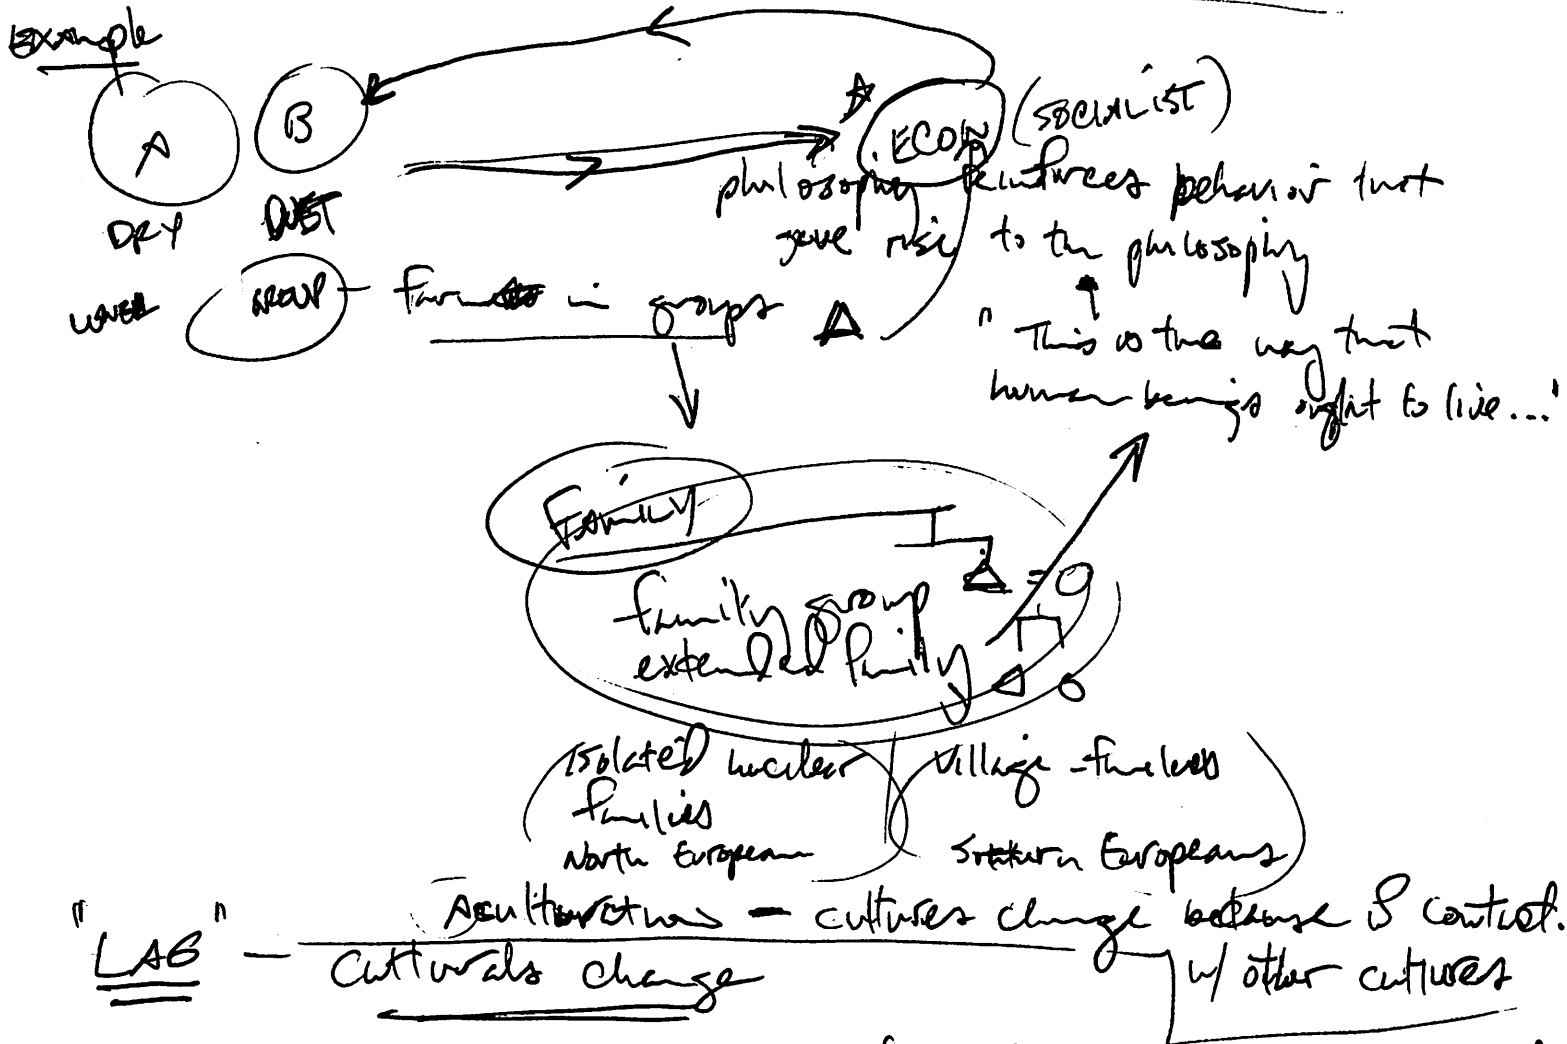 Example
A
B
ECON
(SOCIALIST)
philosophy reinforces behavior that
DRY
gave rise to the philosophy
GROUP - Farm in groups
"This is the way that
human beings ought to live..."
FAMILY
=
family group
extended family
Isolated nuclear
families
North European
Village - families
Southern Europeans
Acculturation - cultures change because of contact
w/ other cultures
"LAG" - Culturals change